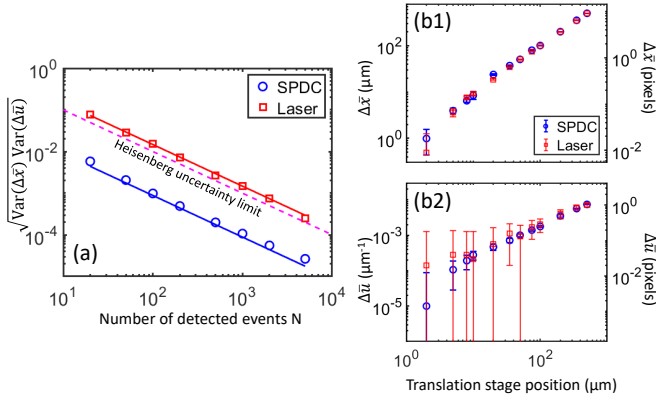 10^0
10^-2
10^-4
√Var(Δx̄) Var(Δū)
SPDC
Laser
Heisenberg uncertainty limit
(a)
10^1
10^2
10^3
10^4
Number of detected events N
(b1)
10^2
10^0
Δx̄ (μm)
10^0
10^-2
Δx̄ (pixels)
SPDC
Laser
(b2)
10^-3
10^-5
Δū (μm⁻¹)
10^0
10^-2
Δū (pixels)
10^0
10^2
Translation stage position (μm)